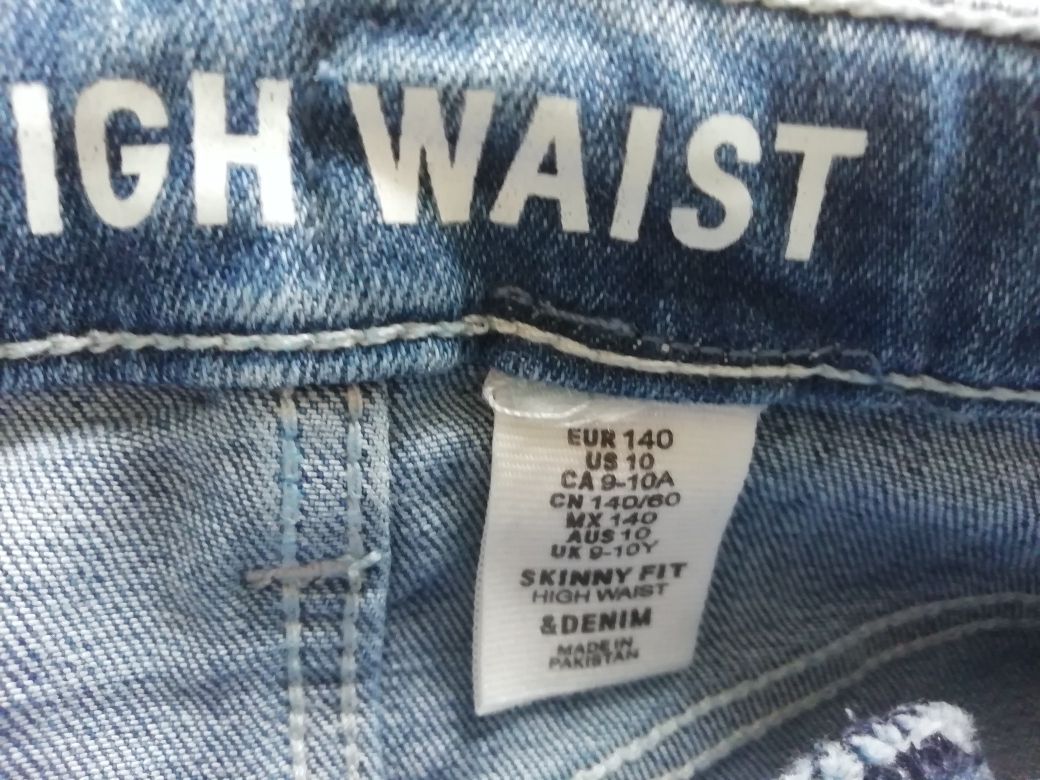 IGH WAIST
EUR 140
US 10
CA 9-10A
CN 140/60
MX 140
AUS 10
UK 9-10Y
SKINNY FIT
HIGH WAIST
&DENIM
MADE IN
PAKISTAN